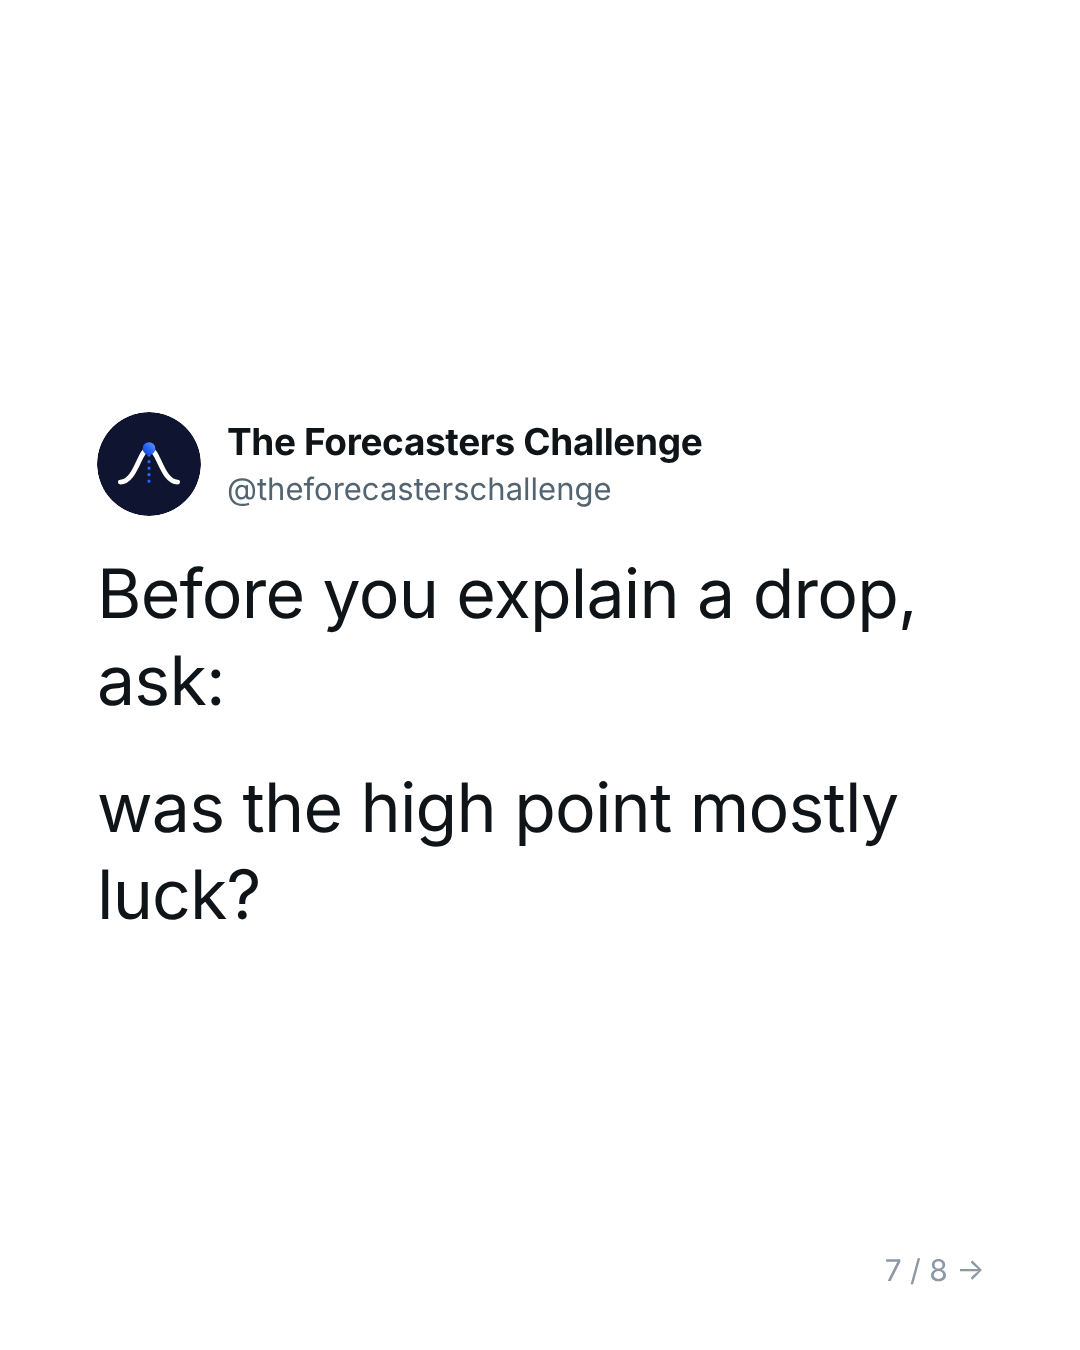 The Forecasters Challenge
@theforecasterschallenge
Before you explain a drop,
ask:
was the high point mostly
luck?
7 / 8 →